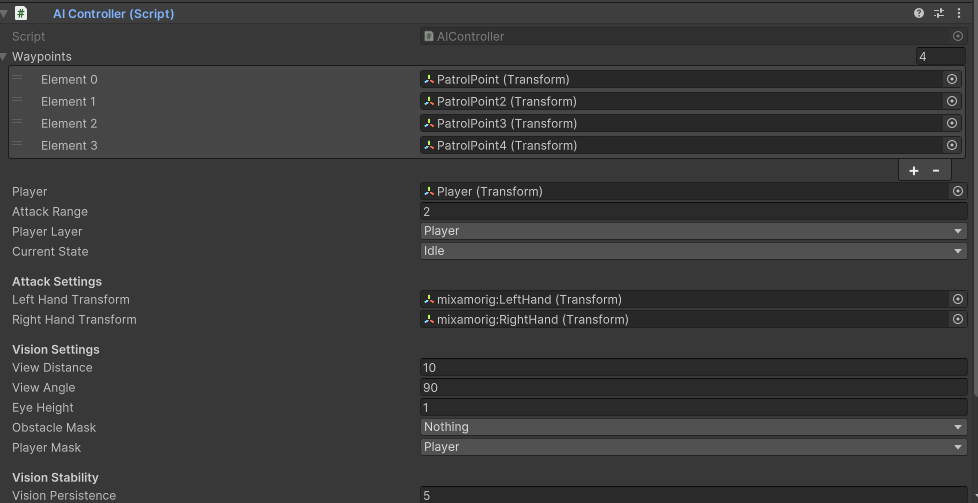 AI Controller (Script)
Script AIController
Waypoints 4
Element 0 PatrolPoint (Transform)
Element 1 PatrolPoint2 (Transform)
Element 2 PatrolPoint3 (Transform)
Element 3 PatrolPoint4 (Transform)
+ -
Player Player (Transform)
Attack Range 2
Player Layer Player
Current State Idle
Attack Settings
Left Hand Transform mixamorig:LeftHand (Transform)
Right Hand Transform mixamorig:RightHand (Transform)
Vision Settings
View Distance 10
View Angle 90
Eye Height 1
Obstacle Mask Nothing
Player Mask Player
Vision Stability
Vision Persistence 5